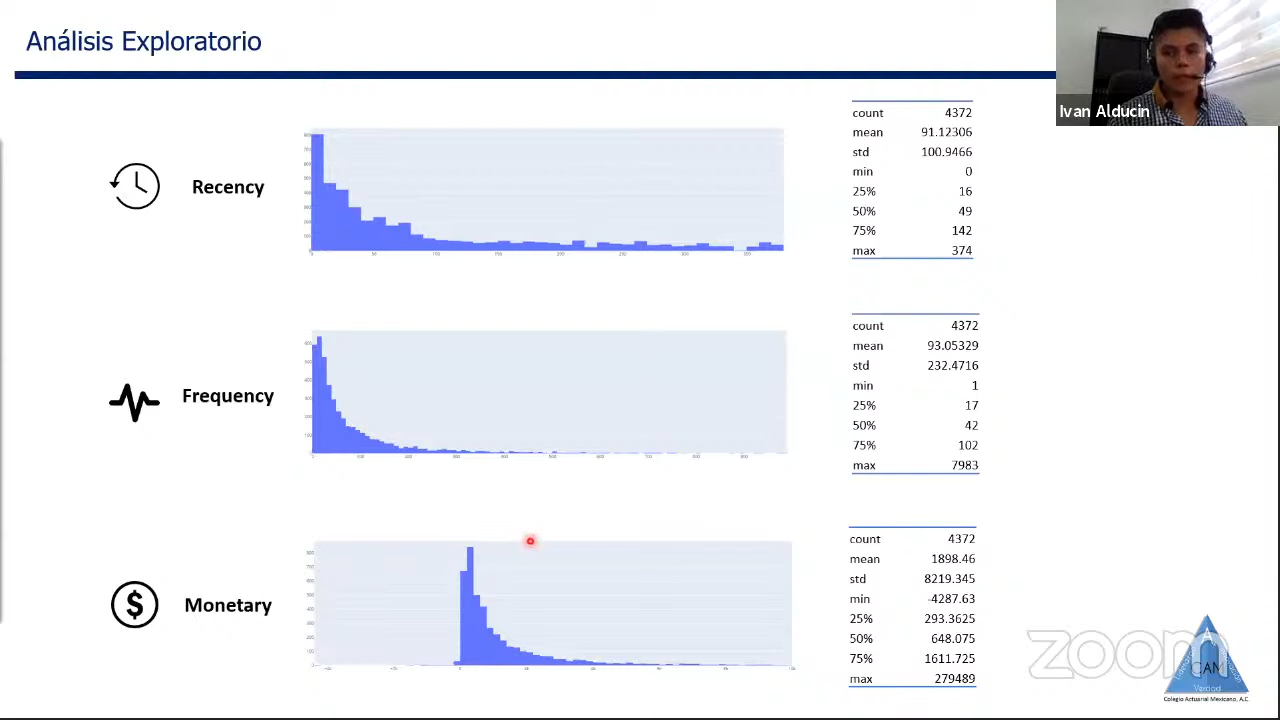 Análisis Exploratorio
Ivan Alducin
Recency
count 4372
mean 91.12306
std 100.9466
min 0
25% 16
50% 49
75% 142
max 374
Frequency
count 4372
mean 93.05329
std 232.4716
min 1
25% 17
50% 42
75% 102
max 7983
Monetary
count 4372
mean 1898.46
std 8219.345
min -4287.63
25% 293.3625
50% 648.075
75% 1611.725
max 279489
zoom
A
CAM
Verdad
Colegio Actuarial Mexicano, A.C.